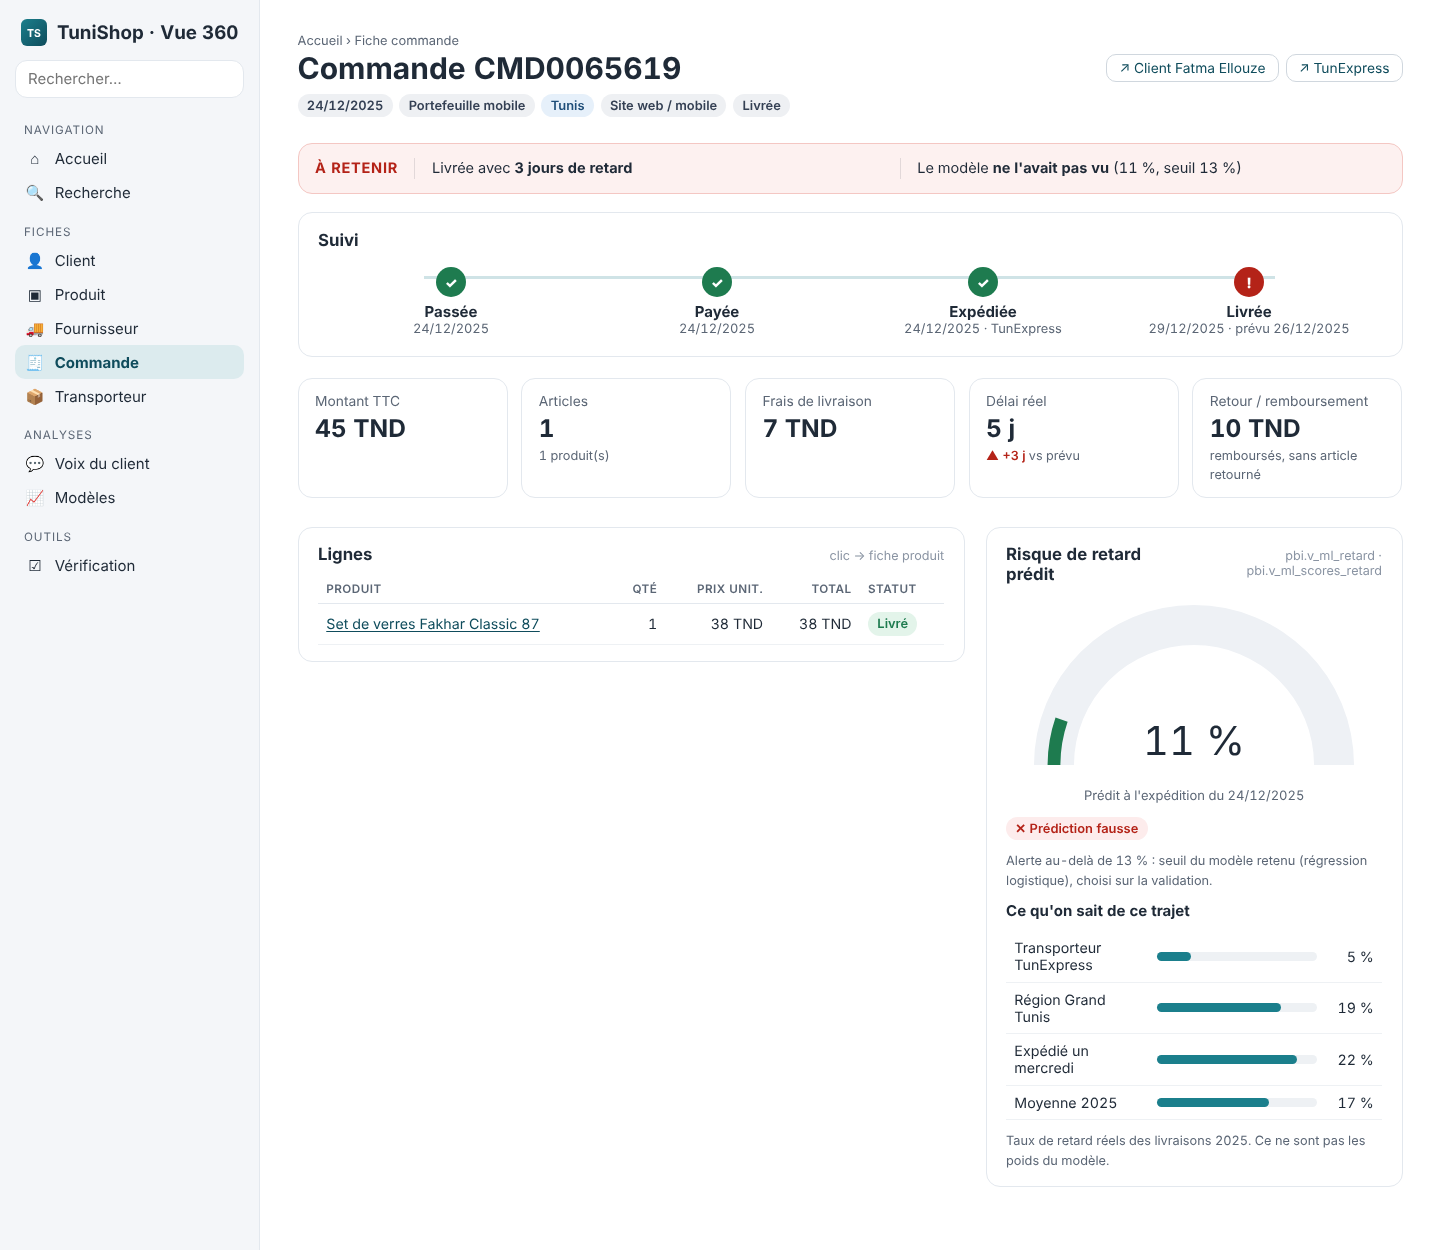 TS
TuniShop · Vue 360
Rechercher...
NAVIGATION
Accueil
Recherche
FICHES
Client
Produit
Fournisseur
Commande
Transporteur
ANALYSES
Voix du client
Modèles
OUTILS
Vérification
Accueil › Fiche commande
Commande CMD0065619
↗ Client Fatma Ellouze
↗ TunExpress
24/12/2025
Portefeuille mobile
Tunis
Site web / mobile
Livrée
À RETENIR
Livrée avec 3 jours de retard
Le modèle ne l'avait pas vu (11 %, seuil 13 %)
Suivi
Passée
24/12/2025
Payée
24/12/2025
Expédiée
24/12/2025 · TunExpress
!
Livrée
29/12/2025 · prévu 26/12/2025
Montant TTC
45 TND
Articles
1
1 produit(s)
Frais de livraison
7 TND
Délai réel
5 j
▲ +3 j vs prévu
Retour / remboursement
10 TND
remboursés, sans article
retourné
Lignes
clic → fiche produit
PRODUIT QTÉ PRIX UNIT. TOTAL STATUT
Set de verres Fakhar Classic 87 1 38 TND 38 TND Livré
Risque de retard
prédit
pbi.v_ml_retard ·
pbi.v_ml_scores_retard
11 %
Prédit à l'expédition du 24/12/2025
✕ Prédiction fausse
Alerte au-delà de 13 % : seuil du modèle retenu (régression
logistique), choisi sur la validation.
Ce qu'on sait de ce trajet
Transporteur
TunExpress
5 %
Région Grand
Tunis
19 %
Expédié un
mercredi
22 %
Moyenne 2025
17 %
Taux de retard réels des livraisons 2025. Ce ne sont pas les
poids du modèle.